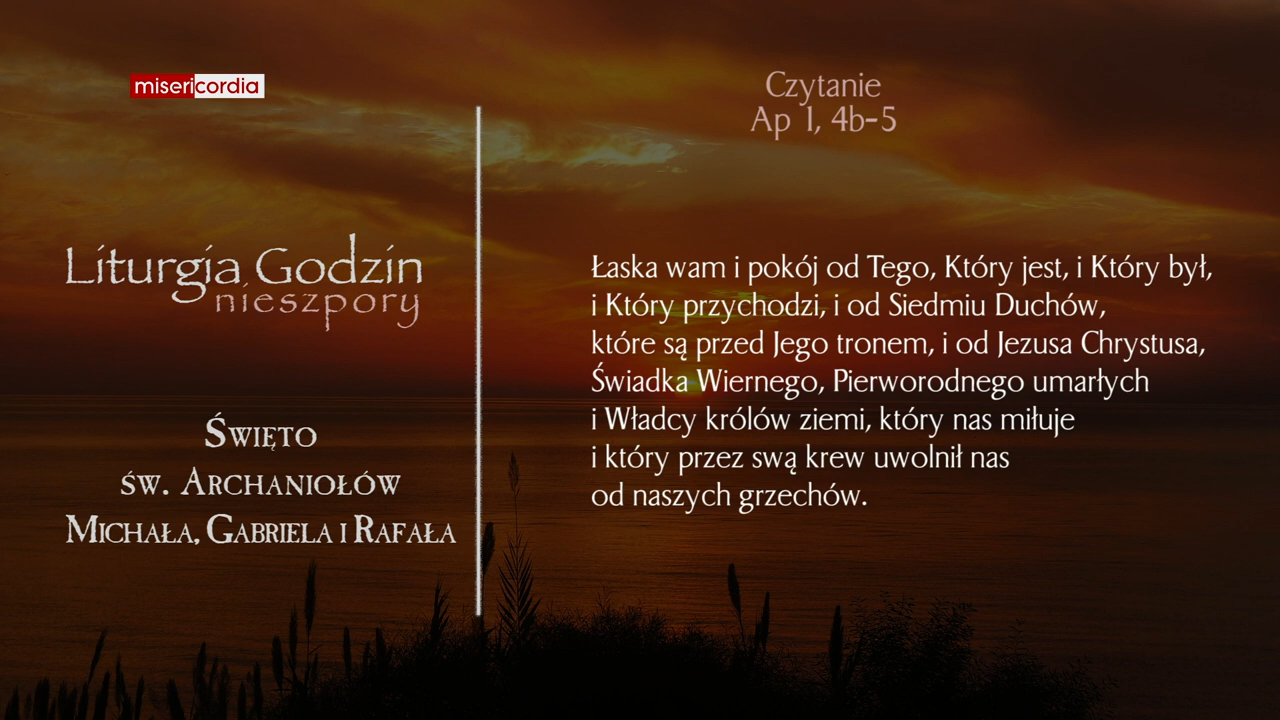 misericordia
Liturgia Godzin
nieszpory
Święto
św. Archaniołów
Michała, Gabriela i Rafała
Czytanie
Ap 1, 4b-5
Łaska wam i pokój od Tego, Który jest, i Który był,
i Który przychodzi, i od Siedmiu Duchów,
które są przed Jego tronem, i od Jezusa Chrystusa,
Świadka Wiernego, Pierworodnego umarłych
i Władcy królów ziemi, który nas miłuje
i który przez swą krew uwolnił nas
od naszych grzechów.